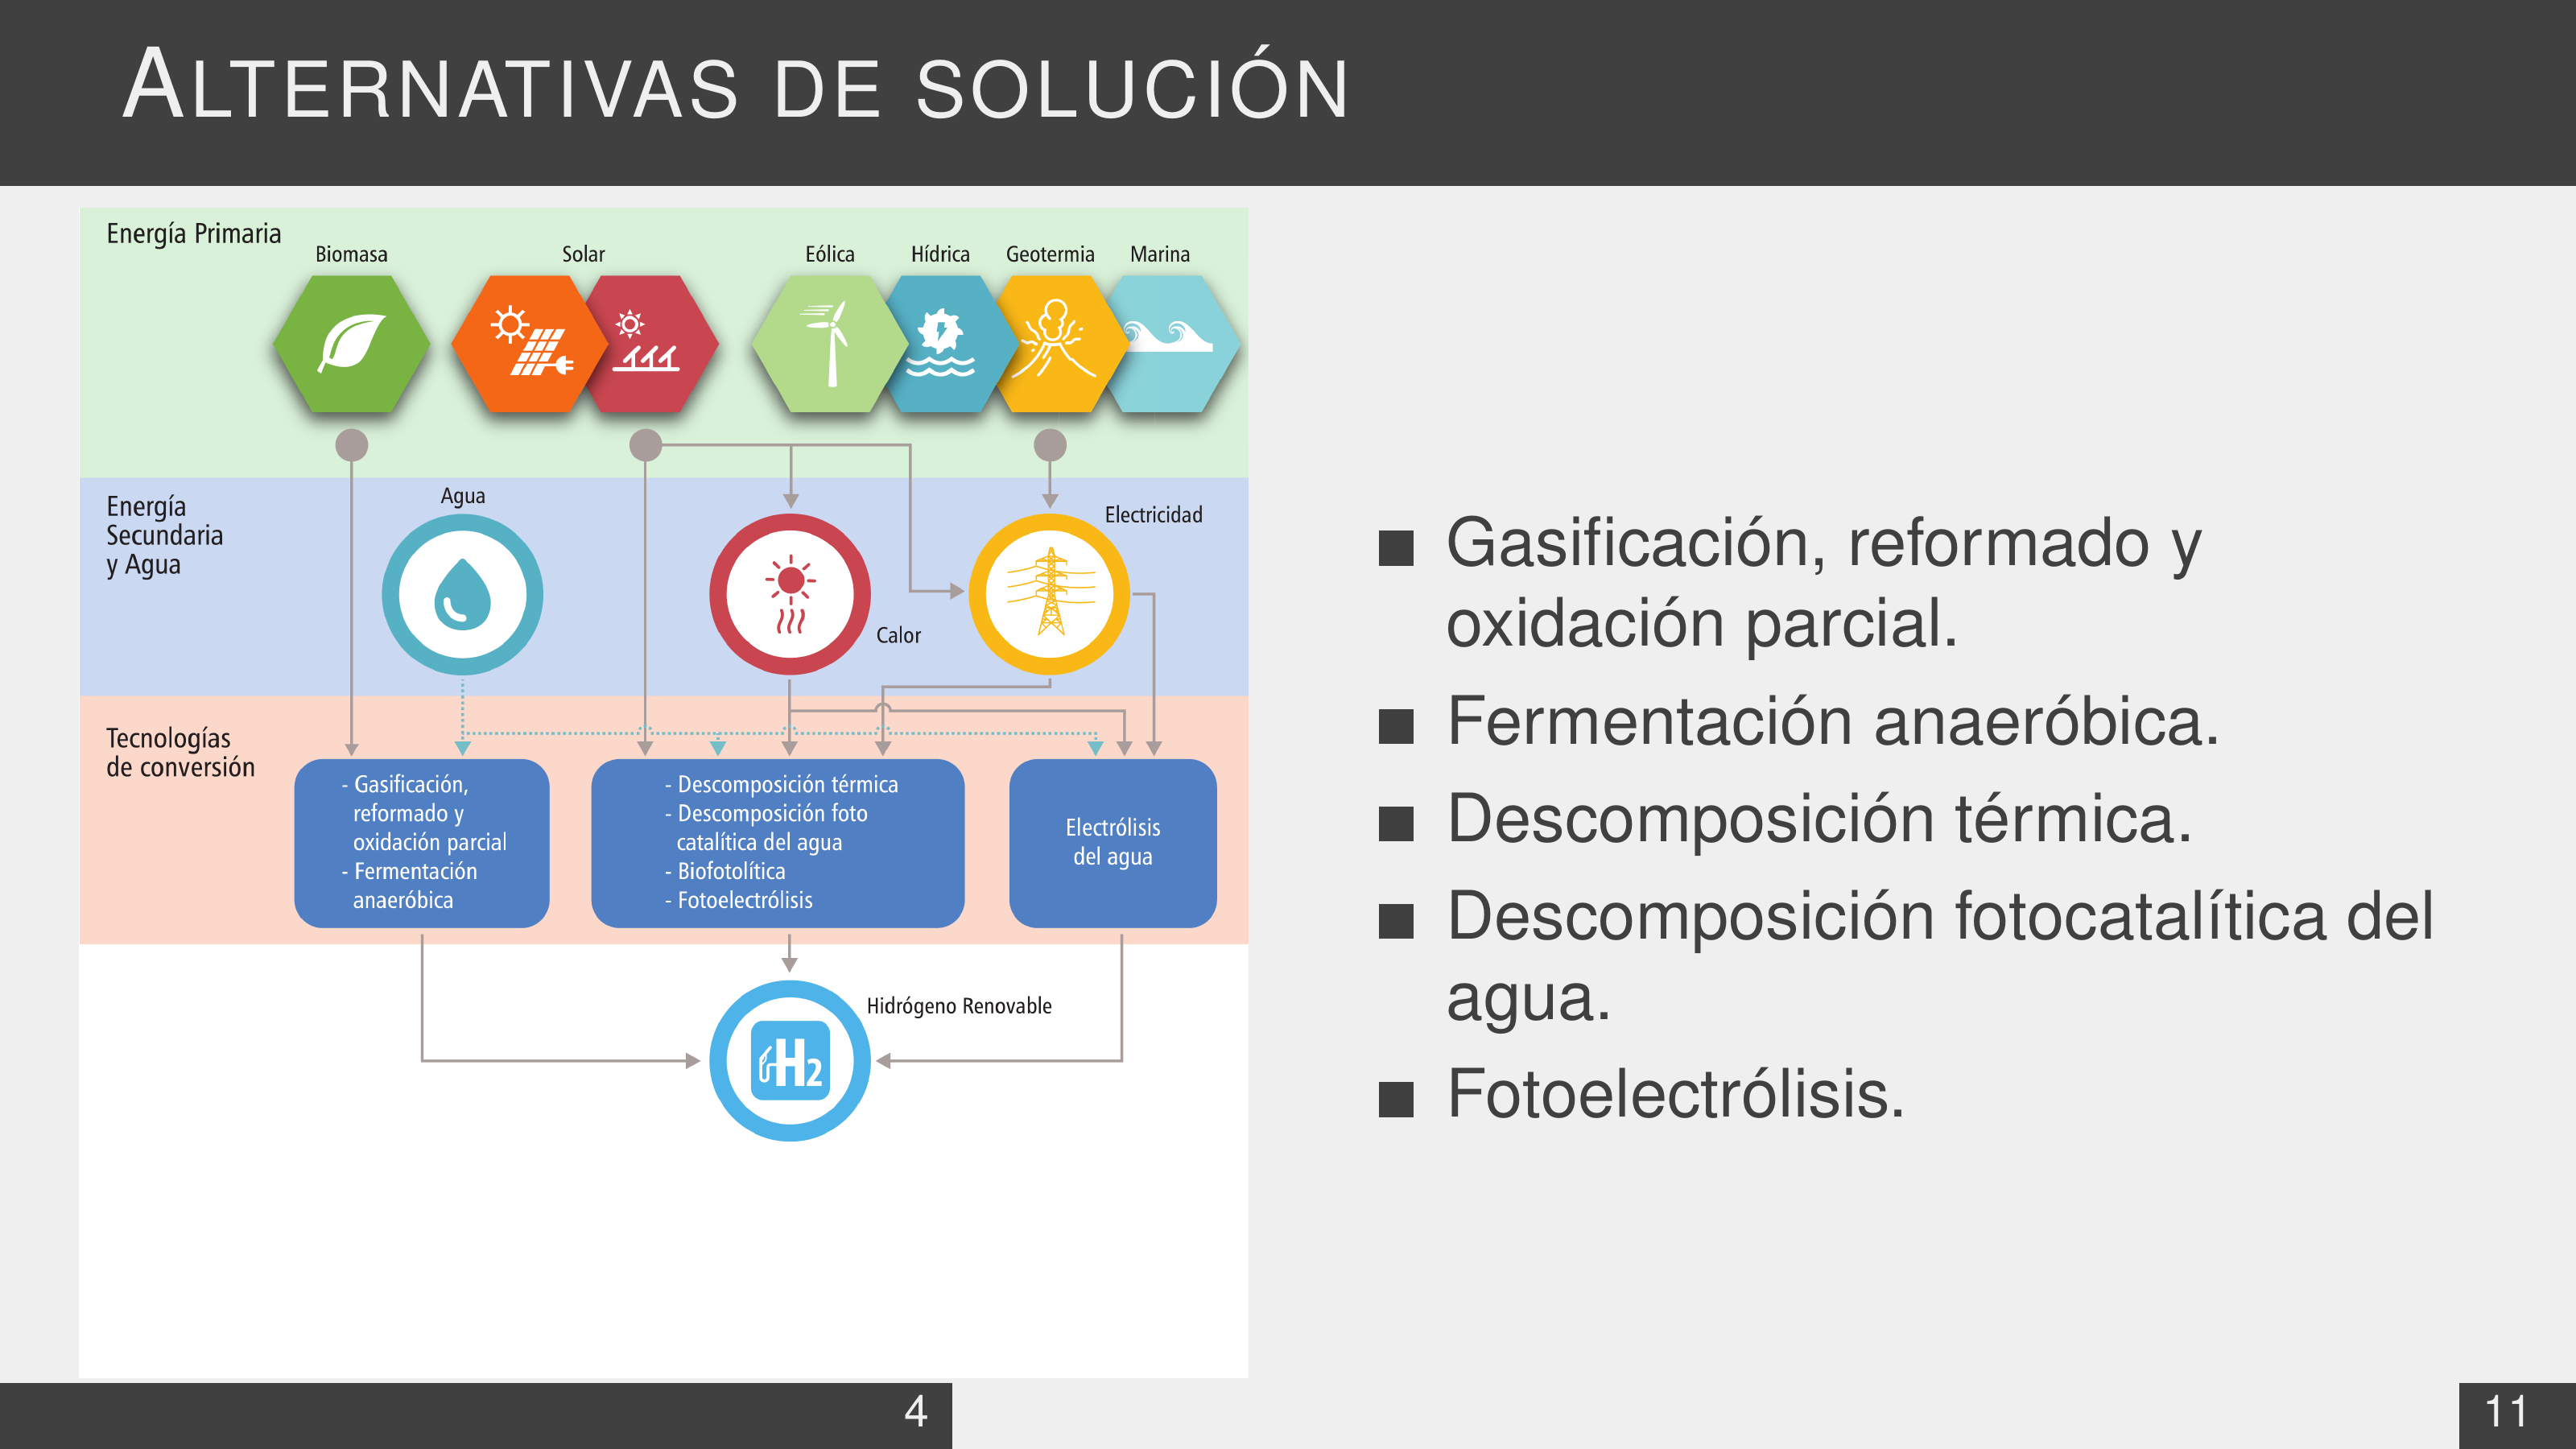 ALTERNATIVAS DE SOLUCIÓN
Energía Primaria
Biomasa
Solar
Eólica
Hídrica
Geotermia
Marina
Energía
Secundaria
y Agua
Agua
Calor
Electricidad
Tecnologías
de conversión
- Gasificación,
reformado y
oxidación parcial
- Fermentación
anaeróbica
- Descomposición térmica
- Descomposición foto
catalítica del agua
- Biofotolítica
- Fotoelectrólisis
Electrólisis
del agua
Hidrógeno Renovable
H2
■ Gasificación, reformado y
oxidación parcial.
■ Fermentación anaeróbica.
■ Descomposición térmica.
■ Descomposición fotocatalítica del
agua.
■ Fotoelectrólisis.
4
11